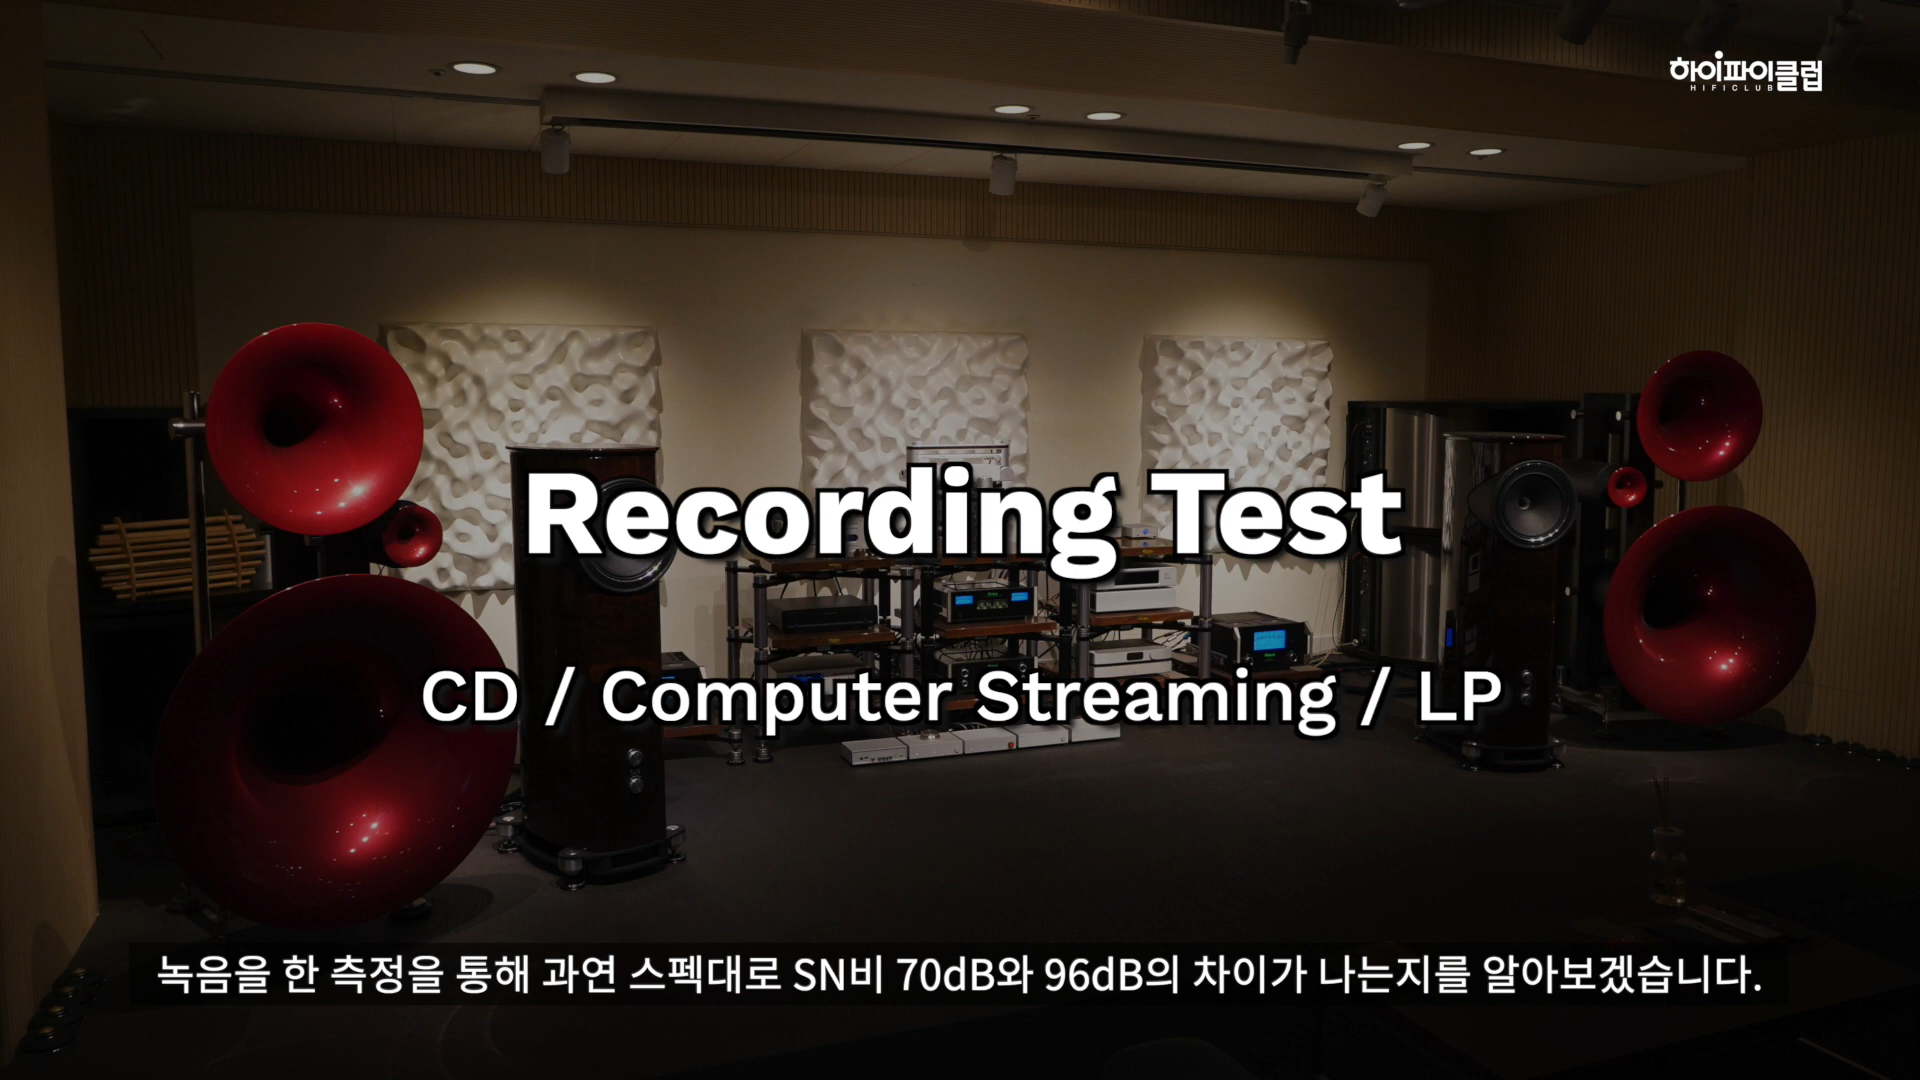 하이파이클럽
HIFICLUB
Recording Test
CD / Computer Streaming / LP
녹음을 한 측정을 통해 과연 스펙대로 SN비 70dB와 96dB의 차이가 나는지를 알아보겠습니다.